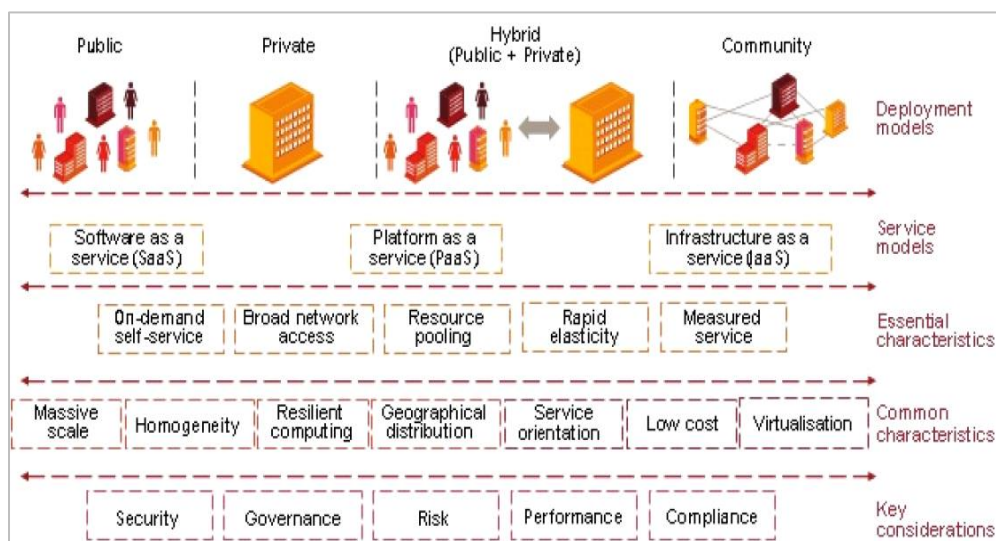 Public
Private
Hybrid
(Public + Private)
Community
Deployment
models
Software as a
service (SaaS)
Platform as a
service (PaaS)
Infrastructure as a
service (IaaS)
Service
models
On-demand
self-service
Broad network
access
Resource
pooling
Rapid
elasticity
Measured
service
Essential
characteristics
Massive
scale
Homogeneity
Resilient
computing
Geographical
distribution
Service
orientation
Low cost
Virtualisation
Common
characteristics
Security
Governance
Risk
Performance
Compliance
Key
considerations